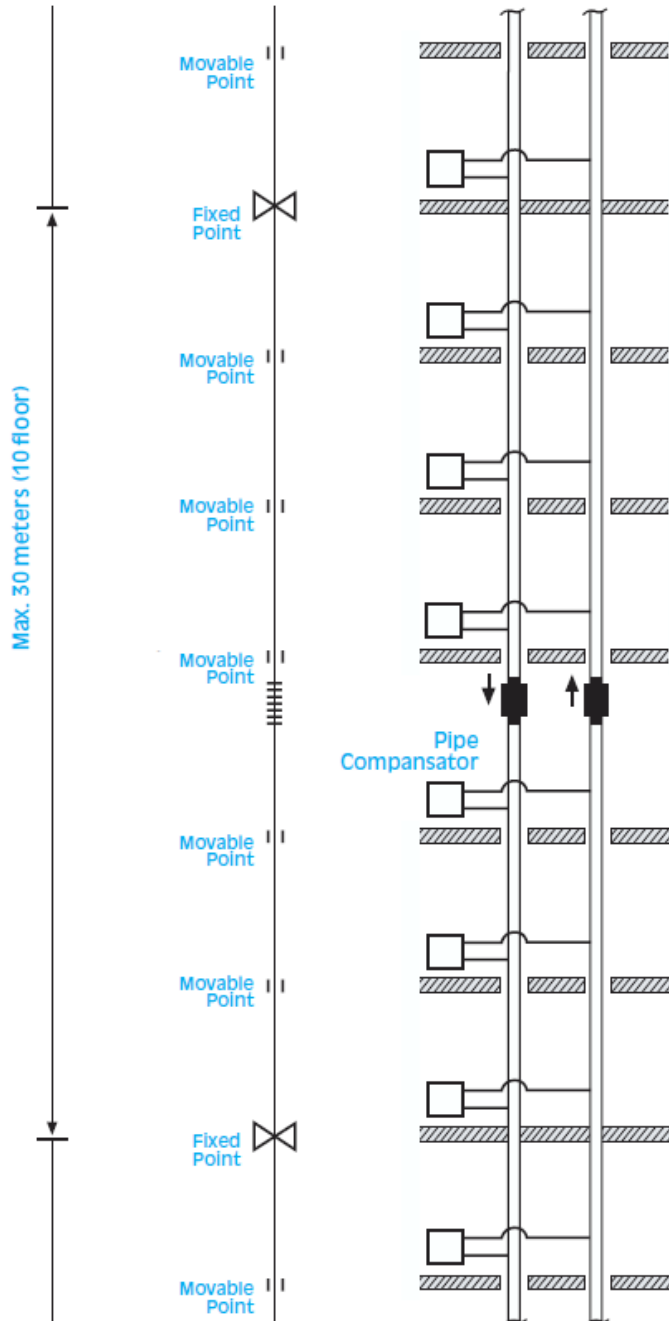 Movable
Point
Fixed
Point
Max. 30 meters (10 floor)
Movable
Point
Movable
Point
Movable
Point
Pipe
Compansator
Movable
Point
Movable
Point
Fixed
Point
Movable
Point